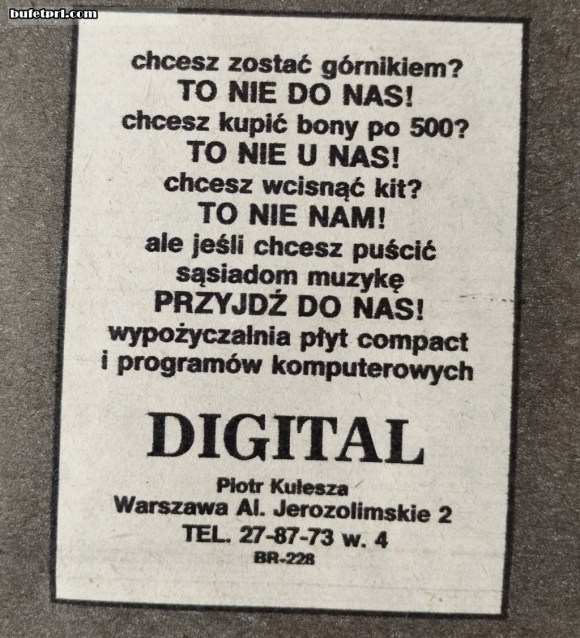 bufetprl.com
chcesz zostać górnikiem?
TO NIE DO NAS!
chcesz kupić bony po 500?
TO NIE U NAS!
chcesz wcisnąć kit?
TO NIE NAM!
ale jeśli chcesz puścić
sąsiadom muzykę
PRZYJDŹ DO NAS!
wypożyczalnia płyt compact
i programów komputerowych
DIGITAL
Piotr Kulesza
Warszawa Al. Jerozolimskie 2
TEL. 27-87-73 w. 4
BR-228